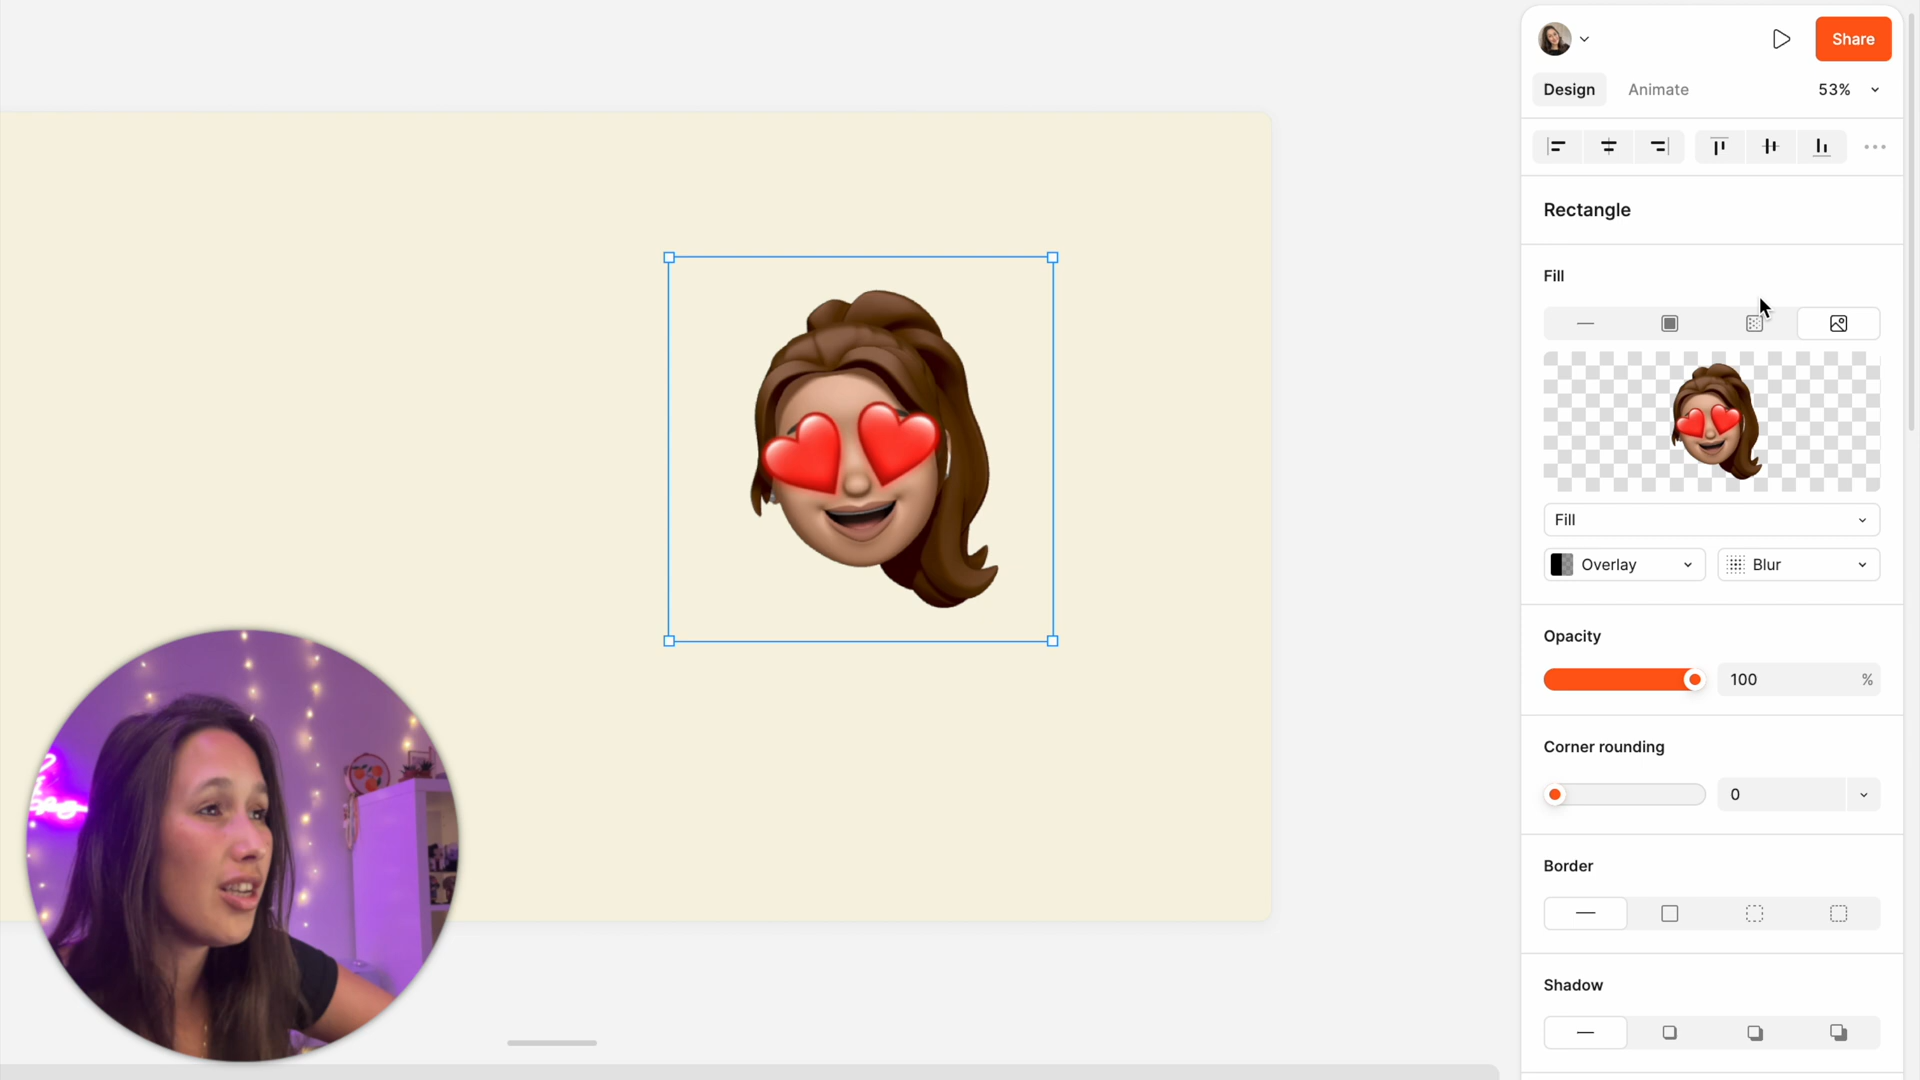 Share
Design Animate 53%
Rectangle
Fill
Fill
Overlay Blur
Opacity
100 %
Corner rounding
0
Border
Shadow